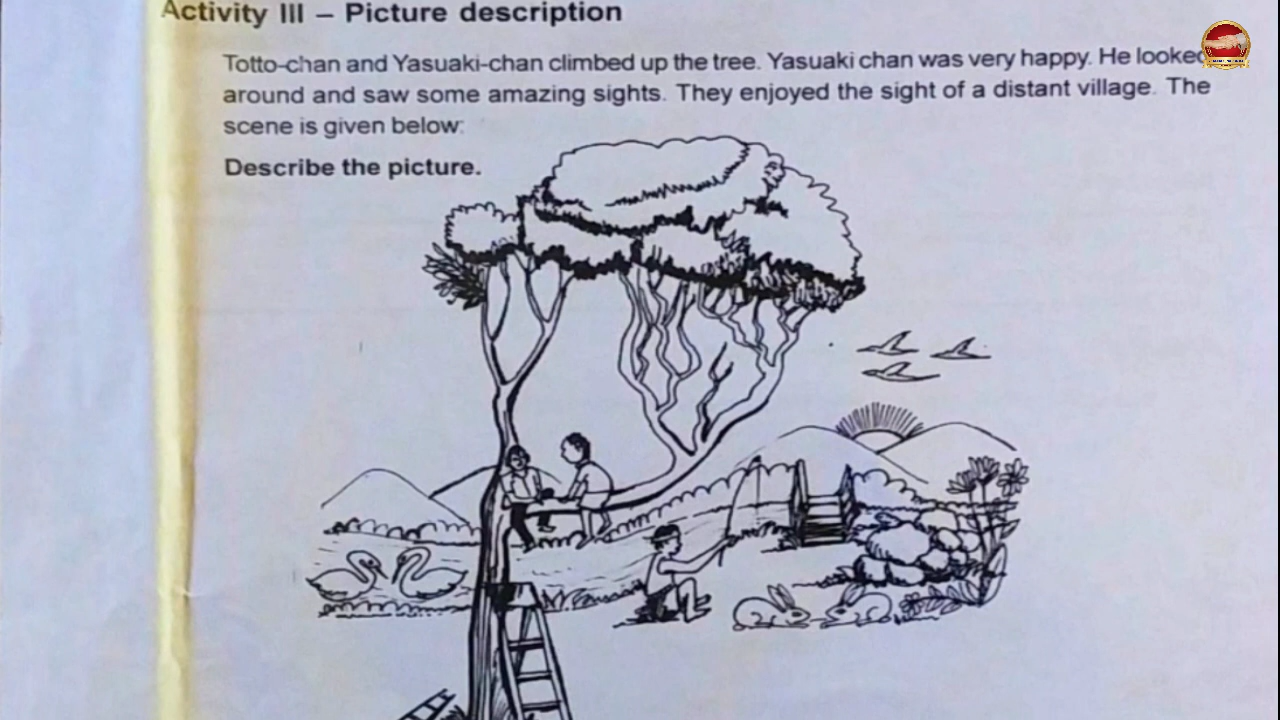 Activity III – Picture description
Totto-chan and Yasuaki-chan climbed up the tree. Yasuaki chan was very happy. He looked
around and saw some amazing sights. They enjoyed the sight of a distant village. The
scene is given below:
Describe the picture.